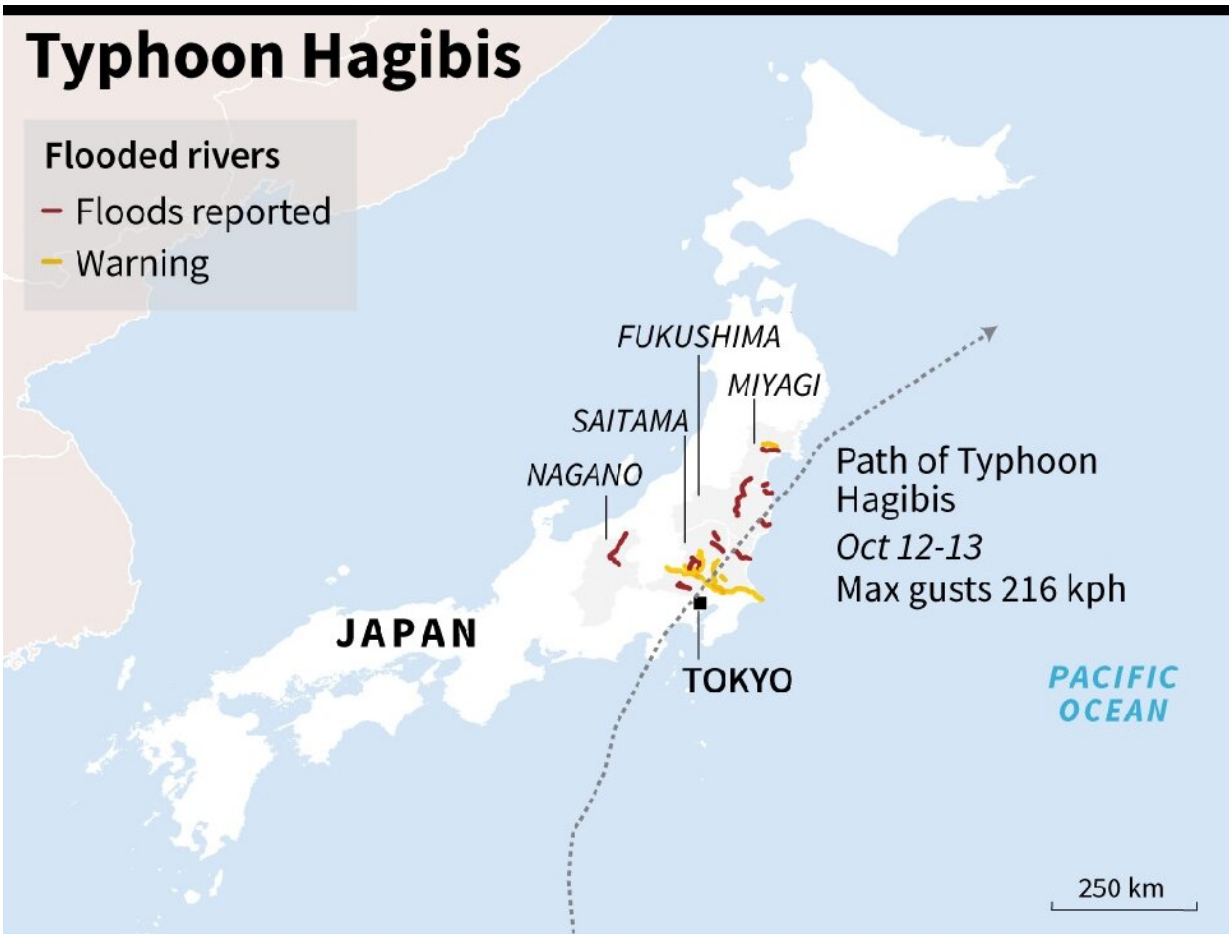 Typhoon Hagibis
Flooded rivers
Floods reported
Warning
FUKUSHIMA
MIYAGI
SAITAMA
NAGANO
Path of Typhoon
Hagibis
Oct 12-13
Max gusts 216 kph
JAPAN
TOKYO
PACIFIC
OCEAN
250 km